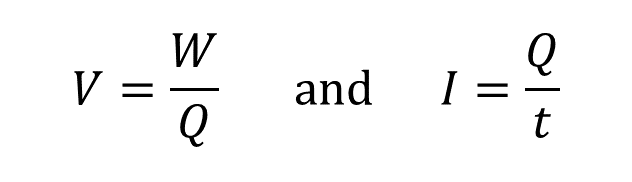 V = W/Q and I = Q/t